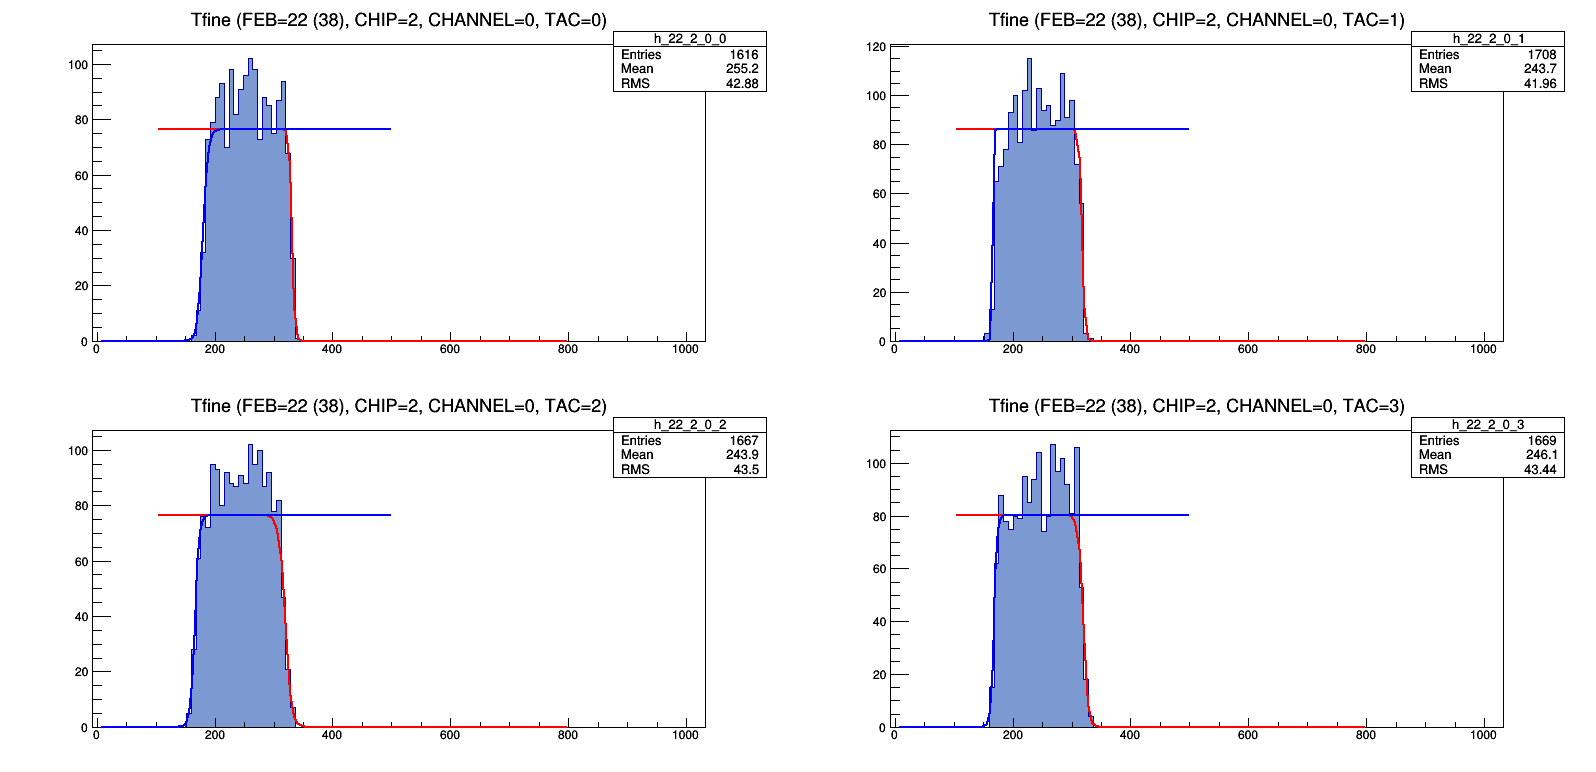 Tfine (FEB=22 (38), CHIP=2, CHANNEL=0, TAC=0)
h_22_2_0_0
Entries 1616
Mean 255.2
RMS 42.88
100
80
60
40
20
0
0 200 400 600 800 1000
Tfine (FEB=22 (38), CHIP=2, CHANNEL=0, TAC=1)
h_22_2_0_1
Entries 1708
Mean 243.7
RMS 41.96
120
100
80
60
40
20
0
0 200 400 600 800 1000
Tfine (FEB=22 (38), CHIP=2, CHANNEL=0, TAC=2)
h_22_2_0_2
Entries 1667
Mean 243.9
RMS 43.5
100
80
60
40
20
0
0 200 400 600 800 1000
Tfine (FEB=22 (38), CHIP=2, CHANNEL=0, TAC=3)
h_22_2_0_3
Entries 1669
Mean 246.1
RMS 43.44
100
80
60
40
20
0
0 200 400 600 800 1000